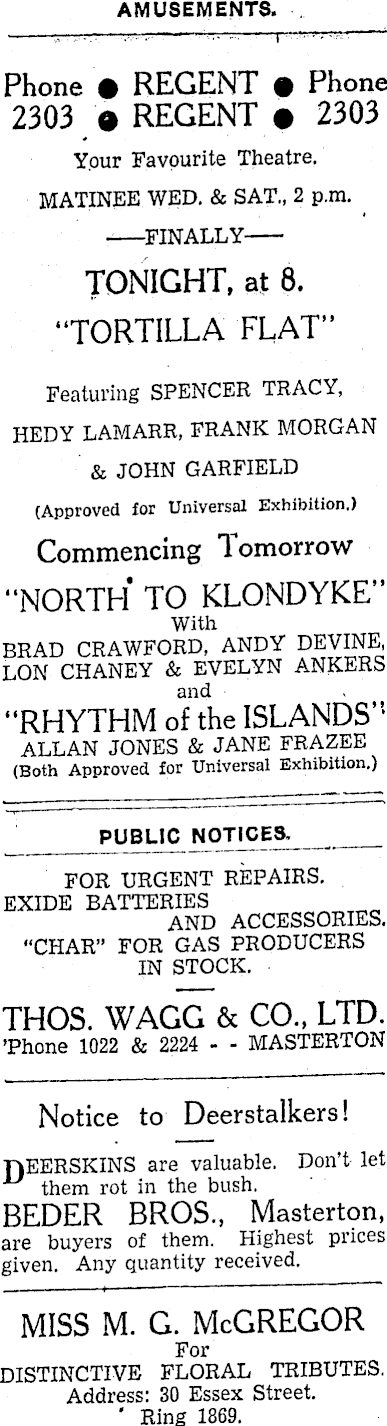 AMUSEMENTS.
Phone ● REGENT ● Phone
2303 ● REGENT ● 2303
Your Favourite Theatre.
MATINEE WED. & SAT., 2 p.m.
——FINALLY——
TONIGHT, at 8.
"TORTILLA FLAT"
Featuring SPENCER TRACY,
HEDY LAMARR, FRANK MORGAN
& JOHN GARFIELD
(Approved for Universal Exhibition.)
Commencing Tomorrow
"NORTH TO KLONDYKE"
With
BRAD CRAWFORD, ANDY DEVINE,
LON CHANEY & EVELYN ANKERS
and
"RHYTHM of the ISLANDS"
ALLAN JONES & JANE FRAZEE
(Both Approved for Universal Exhibition.)
PUBLIC NOTICES.
FOR URGENT REPAIRS.
EXIDE BATTERIES
AND ACCESSORIES.
"CHAR" FOR GAS PRODUCERS
IN STOCK.
THOS. WAGG & CO., LTD.
'Phone 1022 & 2224 - - MASTERTON
Notice to Deerstalkers!
DEERSKINS are valuable. Don't let
them rot in the bush.
BEDER BROS., Masterton,
are buyers of them. Highest prices
given. Any quantity received.
MISS M. G. McGREGOR
For
DISTINCTIVE FLORAL TRIBUTES.
Address: 30 Essex Street.
Ring 1869.